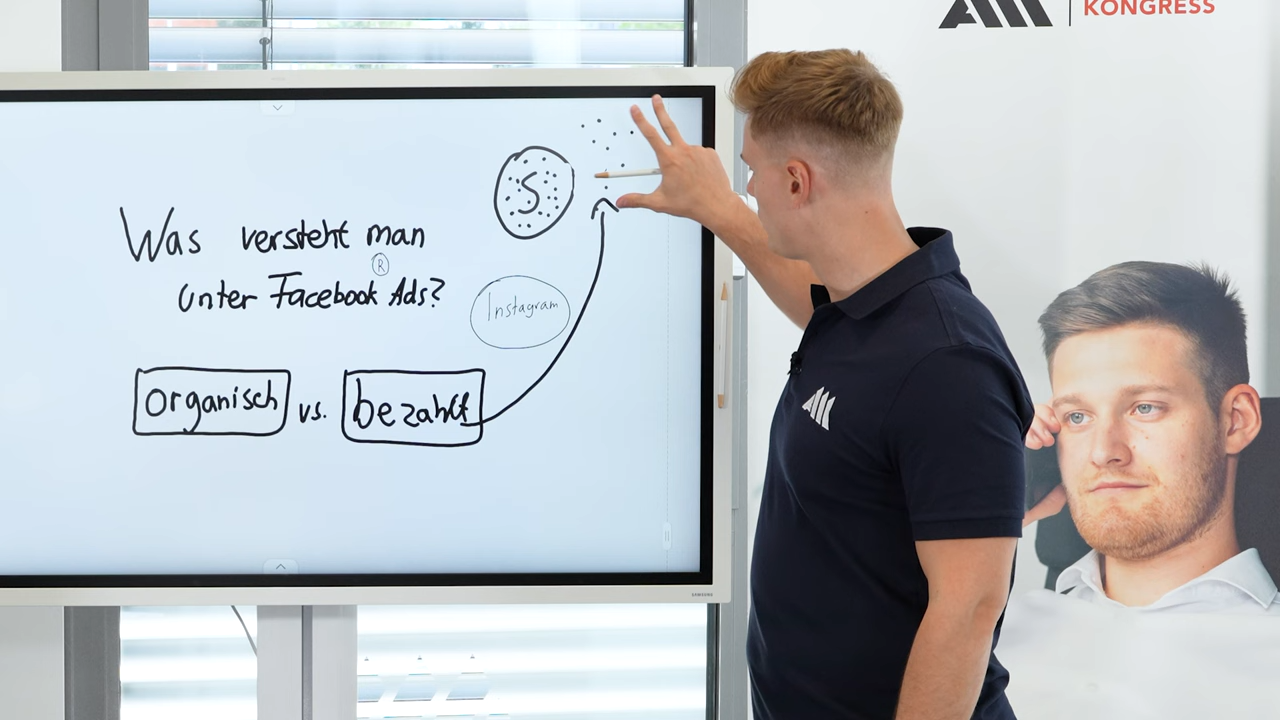 KONGRESS
S
Was versteht man
unter Facebook® Ads?
Instagram
organisch vs. bezahlt
SAMSUNG